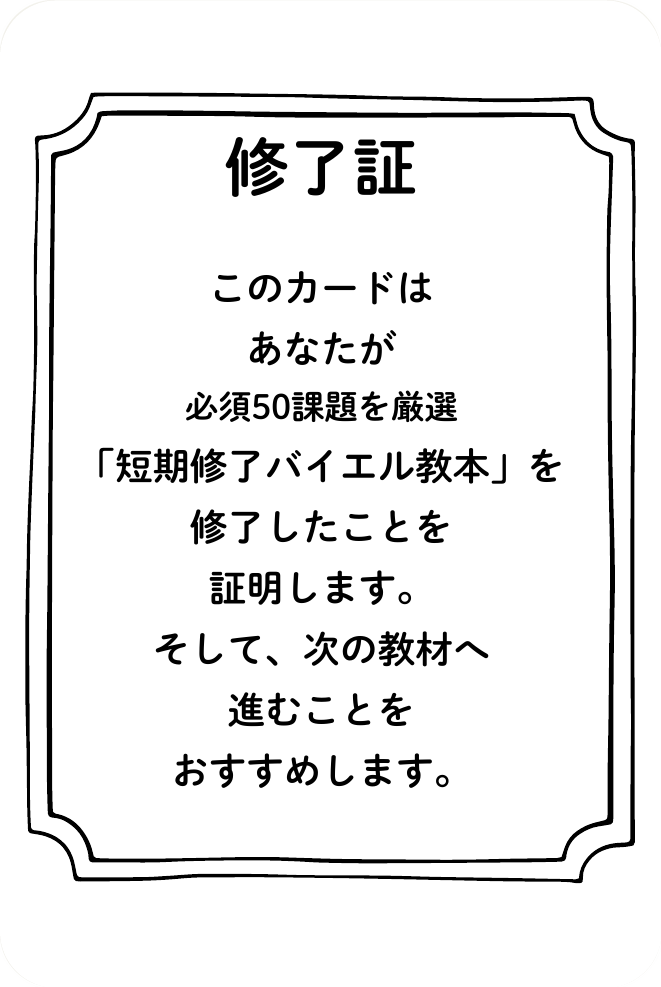 修了証
このカードは
あなたが
必須50課題を厳選
「短期修了バイエル教本」を
修了したことを
証明します。
そして、次の教材へ
進むことを
おすすめします。